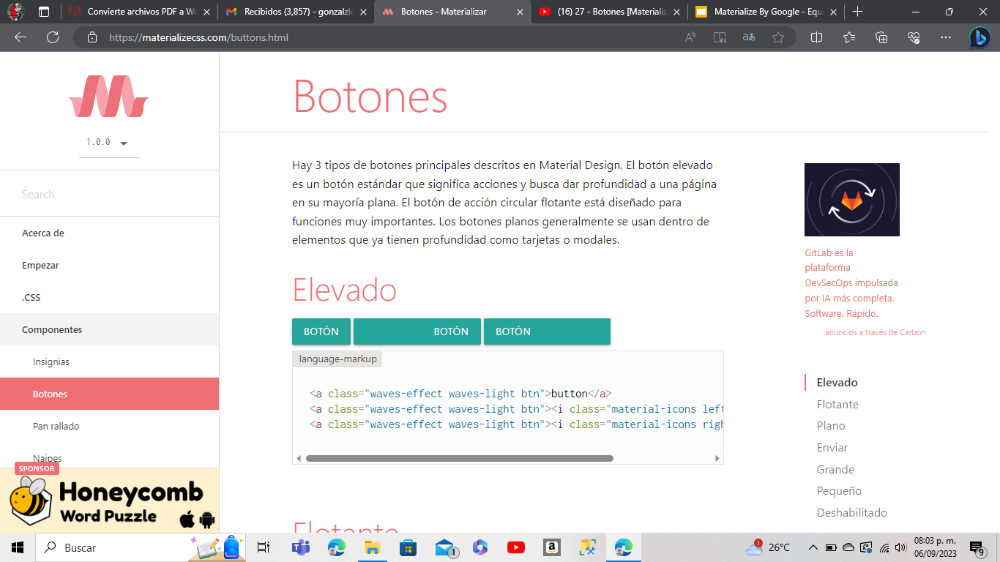 Convierte archivos PDF a Wo
Recibidos (3,857) - gonzalzle
Botones - Materializar
(16) 27 - Botones [Materializ
Materialize By Google - Equi
https://materializecss.com/buttons.html
1.0.0
Search
Acerca de
Empezar
.CSS
Componentes
Insignias
Botones
Pan rallado
Naipes
SPONSOR
Honeycomb
Word Puzzle
Botones
Hay 3 tipos de botones principales descritos en Material Design. El botón elevado
es un botón estándar que significa acciones y busca dar profundidad a una página
en su mayoría plana. El botón de acción circular flotante está diseñado para
funciones muy importantes. Los botones planos generalmente se usan dentro de
elementos que ya tienen profundidad como tarjetas o modales.
Elevado
BOTÓN BOTÓN BOTÓN
language-markup
<a class="waves-effect waves-light btn">button</a>
<a class="waves-effect waves-light btn"><i class="material-icons left
<a class="waves-effect waves-light btn"><i class="material-icons righ
Flotante
GitLab es la
plataforma
DevSecOps impulsada
por IA más completa.
Software. Rápido.
anuncios a través de Carbon
Elevado
Flotante
Plano
Enviar
Grande
Pequeño
Deshabilitado
Buscar
1
1
26°C
08:03 p. m.
06/09/2023
9